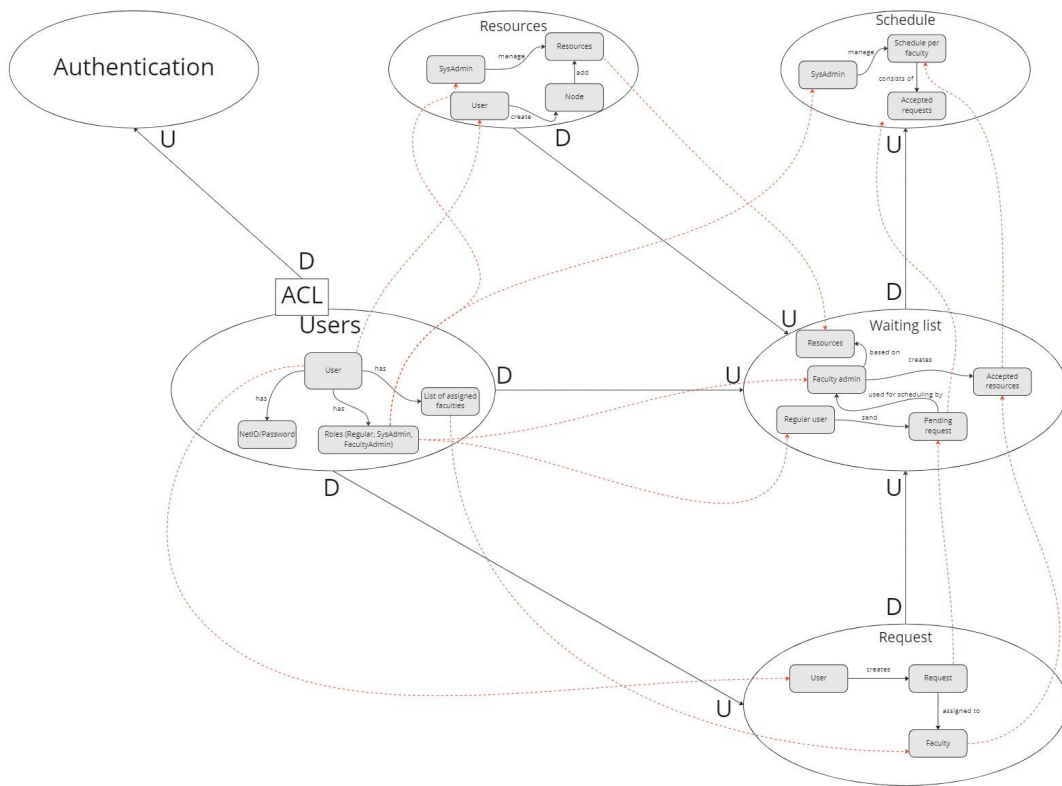 Resources
Schedule
Authentication
SysAdmin
manage
Resources
add
User
create
Node
D
SysAdmin
manage
Schedule per
faculty
consists of
Accepted
requests
U
U
D
ACL
Users
User
has
has
has
NetID/Password
Roles (Regular, SysAdmin,
FacultyAdmin)
List of assigned
faculties
D
D
U
U
D
Waiting list
Resources
based on
Faculty admin
creates
Accepted
resources
used for scheduling by
Regular user
send
Pending
request
U
D
U
Request
User
creates
Request
assigned to
Faculty